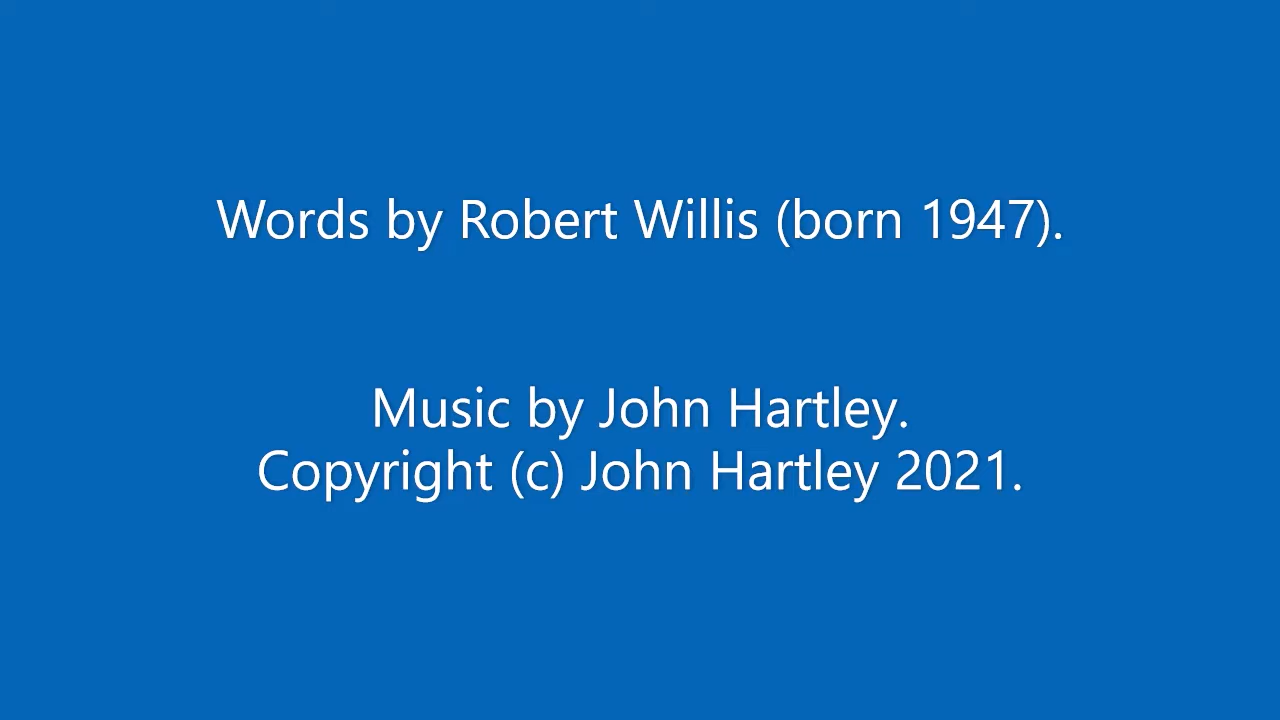 Words by Robert Willis (born 1947).
Music by John Hartley.
Copyright (c) John Hartley 2021.